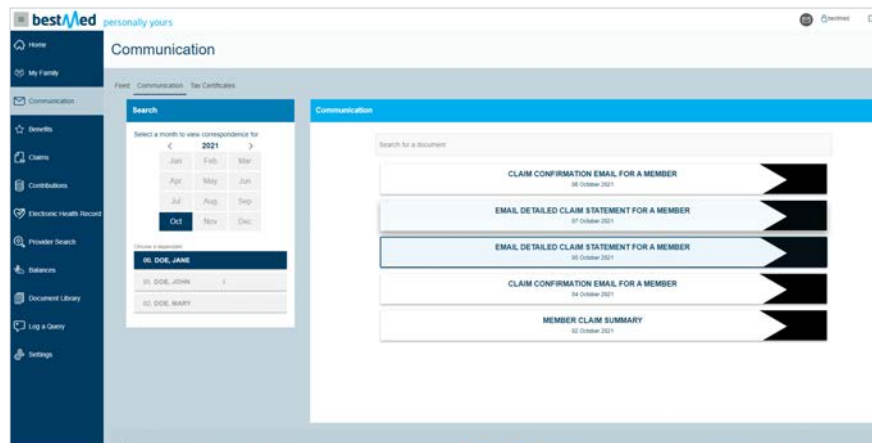 bestMed personally yours
bestmed
Home
My Family
Communication
Benefits
Claims
Contributions
Electronic Health Record
Provider Search
Balances
Document Library
Log a Query
Settings
Communication
Feed Communication Tax Certificates
Search
Select a month to view correspondence for
2021
Jan Feb Mar
Apr May Jun
Jul Aug Sep
Oct Nov Dec
Choose a dependant
00. DOE, JANE
01. DOE, JOHN
02. DOE, MARY
Communication
Search for a document
CLAIM CONFIRMATION EMAIL FOR A MEMBER
06 October 2021
EMAIL DETAILED CLAIM STATEMENT FOR A MEMBER
07 October 2021
EMAIL DETAILED CLAIM STATEMENT FOR A MEMBER
05 October 2021
CLAIM CONFIRMATION EMAIL FOR A MEMBER
04 October 2021
MEMBER CLAIM SUMMARY
02 October 2021